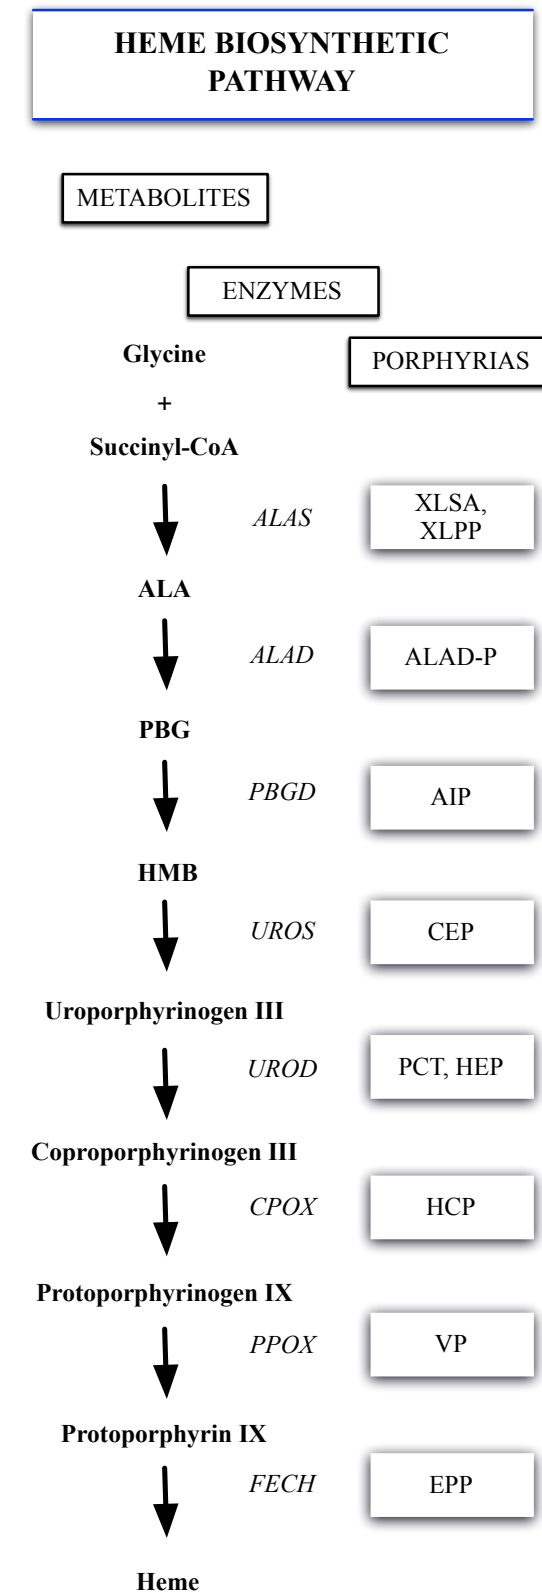 HEME BIOSYNTHETIC
PATHWAY
METABOLITES
ENZYMES
Glycine
PORPHYRIAS
+
Succinyl-CoA
ALAS
XLSA,
XLPP
ALA
ALAD
ALAD-P
PBG
PBGD
AIP
HMB
UROS
CEP
Uroporphyrinogen III
UROD
PCT, HEP
Coproporphyrinogen III
CPOX
HCP
Protoporphyrinogen IX
PPOX
VP
Protoporphyrin IX
FECH
EPP
Heme